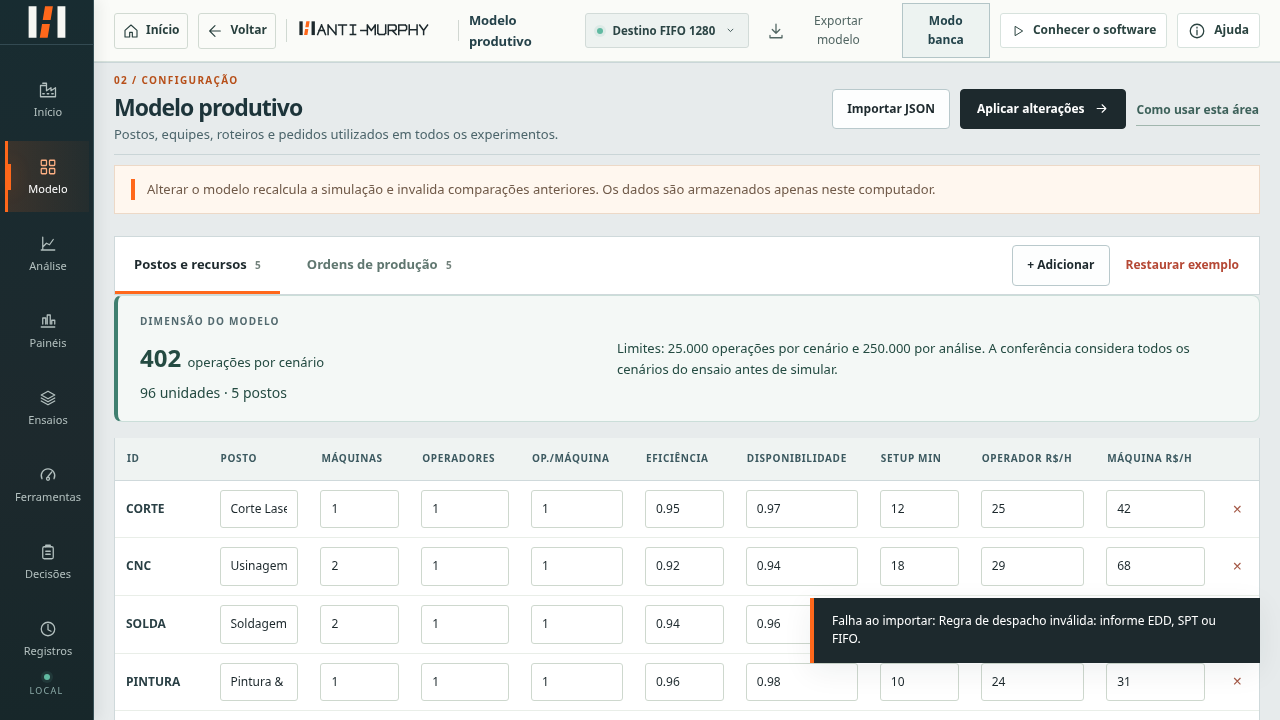 Início
Voltar
ANTI-MURPHY
Modelo
produtivo
Destino FIFO 1280
Exportar
modelo
Modo
banca
Conhecer o software
Ajuda
Início
Modelo
Análise
Painéis
Ensaios
Ferramentas
Decisões
Registros
LOCAL
02 / CONFIGURAÇÃO
Modelo produtivo
Postos, equipes, roteiros e pedidos utilizados em todos os experimentos.
Importar JSON
Aplicar alterações →
Como usar esta área
Alterar o modelo recalcula a simulação e invalida comparações anteriores. Os dados são armazenados apenas neste computador.
Postos e recursos 5
Ordens de produção 5
+ Adicionar
Restaurar exemplo
DIMENSÃO DO MODELO
402 operações por cenário
96 unidades · 5 postos
Limites: 25.000 operações por cenário e 250.000 por análise. A conferência considera todos os
cenários do ensaio antes de simular.
ID POSTO MÁQUINAS OPERADORES OP./MÁQUINA EFICIÊNCIA DISPONIBILIDADE SETUP MIN OPERADOR R$/H MÁQUINA R$/H
CORTE Corte Lase 1 1 1 0.95 0.97 12 25 42 ×
CNC Usinagem 2 1 1 0.92 0.94 18 29 68 ×
SOLDA Soldagem 2 1 1 0.94 0.96
PINTURA Pintura & 1 1 1 0.96 0.98 10 24 31 ×
Falha ao importar: Regra de despacho inválida: informe EDD, SPT ou
FIFO.